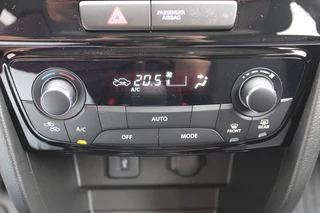 PASSENGER
AIRBAG
20.5
A/C
AUTO
A/C
OFF
MODE
FRONT
REAR